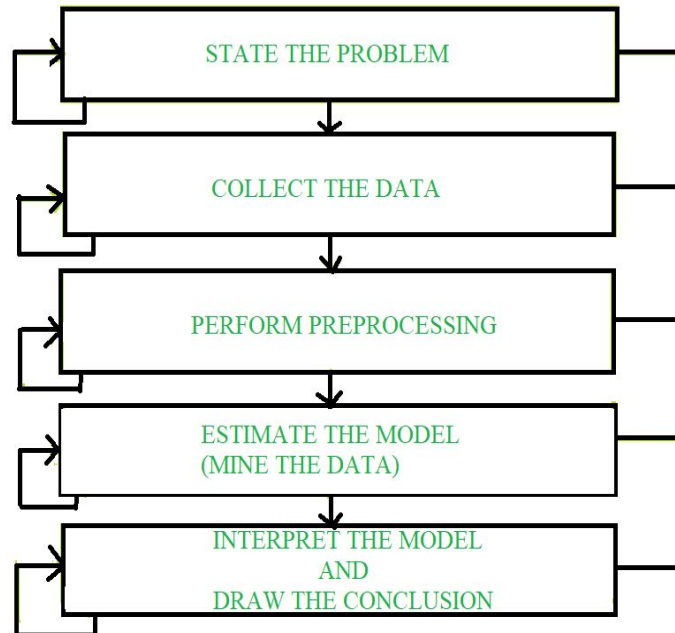 STATE THE PROBLEM
COLLECT THE DATA
PERFORM PREPROCESSING
ESTIMATE THE MODEL
(MINE THE DATA)
INTERPRET THE MODEL
AND
DRAW THE CONCLUSION